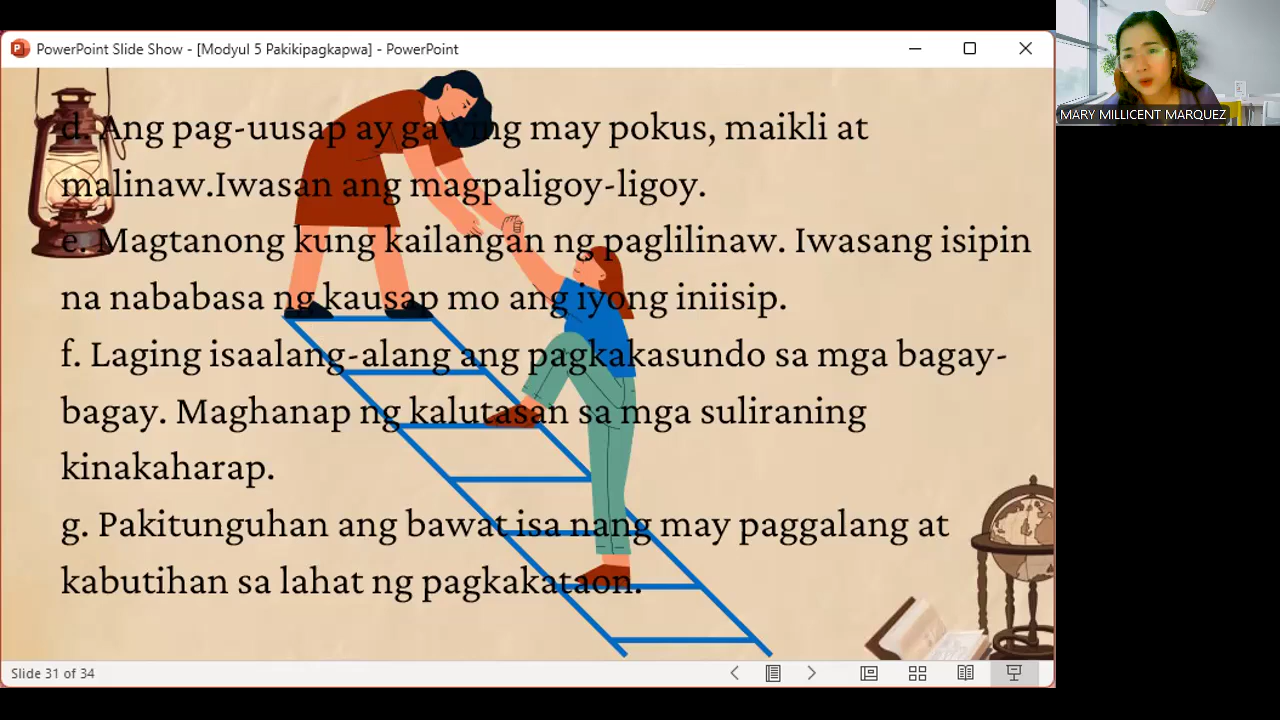 PowerPoint Slide Show - [Modyul 5 Pakikipagkapwa] - PowerPoint
MARY MILLICENT MARQUEZ
d. Ang pag-uusap ay gawing may pokus, maikli at
malinaw.Iwasan ang magpaligoy-ligoy.
e. Magtanong kung kailangan ng paglilinaw. Iwasang isipin
na nababasa ng kausap mo ang iyong iniisip.
f. Laging isaalang-alang ang pagkakasundo sa mga bagay-
bagay. Maghanap ng kalutasan sa mga suliraning
kinakaharap.
g. Pakitunguhan ang bawat isa nang may paggalang at
kabutihan sa lahat ng pagkakataon.
Slide 31 of 34